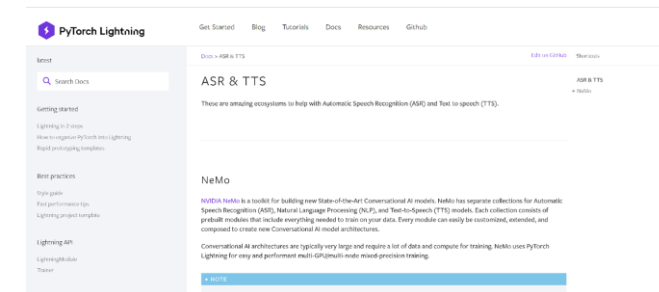 PyTorch Lightning
Get Started Blog Tutorials Docs Resources Github
latest
Search Docs
Getting started
Lightning in 2 steps
How to organize PyTorch into Lightning
Rapid prototyping templates
Best practices
Style guide
Fast performance tips
Lightning project template
Lightning API
LightningModule
Trainer
Docs > ASR & TTS
Edit on GitHub
Shortcuts
ASR & TTS
These are amazing ecosystems to help with Automatic Speech Recognition (ASR) and Text to speech (TTS).
NeMo
NVIDIA NeMo is a toolkit for building new State-of-the-Art Conversational AI models. NeMo has separate collections for Automatic
Speech Recognition (ASR), Natural Language Processing (NLP), and Text-to-Speech (TTS) models. Each collection consists of
prebuilt modules that include everything needed to train on your data. Every module can easily be customized, extended, and
composed to create new Conversational AI model architectures.
Conversational AI architectures are typically very large and require a lot of data and compute for training. NeMo uses PyTorch
Lightning for easy and performant multi-GPU/multi-node mixed-precision training.
NOTE
ASR & TTS
NeMo